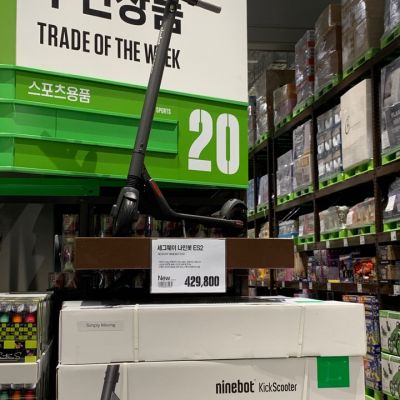 TRADE OF THE WEEK
스포츠용품
SPORTS
20
세그웨이 나인봇 ES2
New
429,800
Simply Moving
ninebot KickScooter